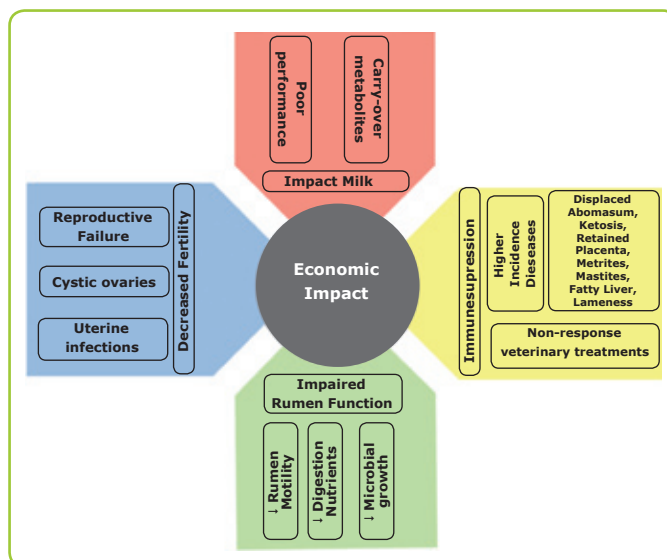 Poor
performance
Carry-over
metabolites
Impact Milk
Reproductive
Failure
Cystic ovaries
Uterine
infections
Decreased Fertility
Economic
Impact
Immunesupression
Higher
Incidence
Dieseases
Displaced
Abomasum,
Ketosis,
Retained
Placenta,
Metrites,
Mastites,
Fatty Liver,
Lameness
Non-response
veterinary treatments
Impaired
Rumen Function
↓ Rumen
Motility
↓ Digestion
Nutrients
↓ Microbial
growth